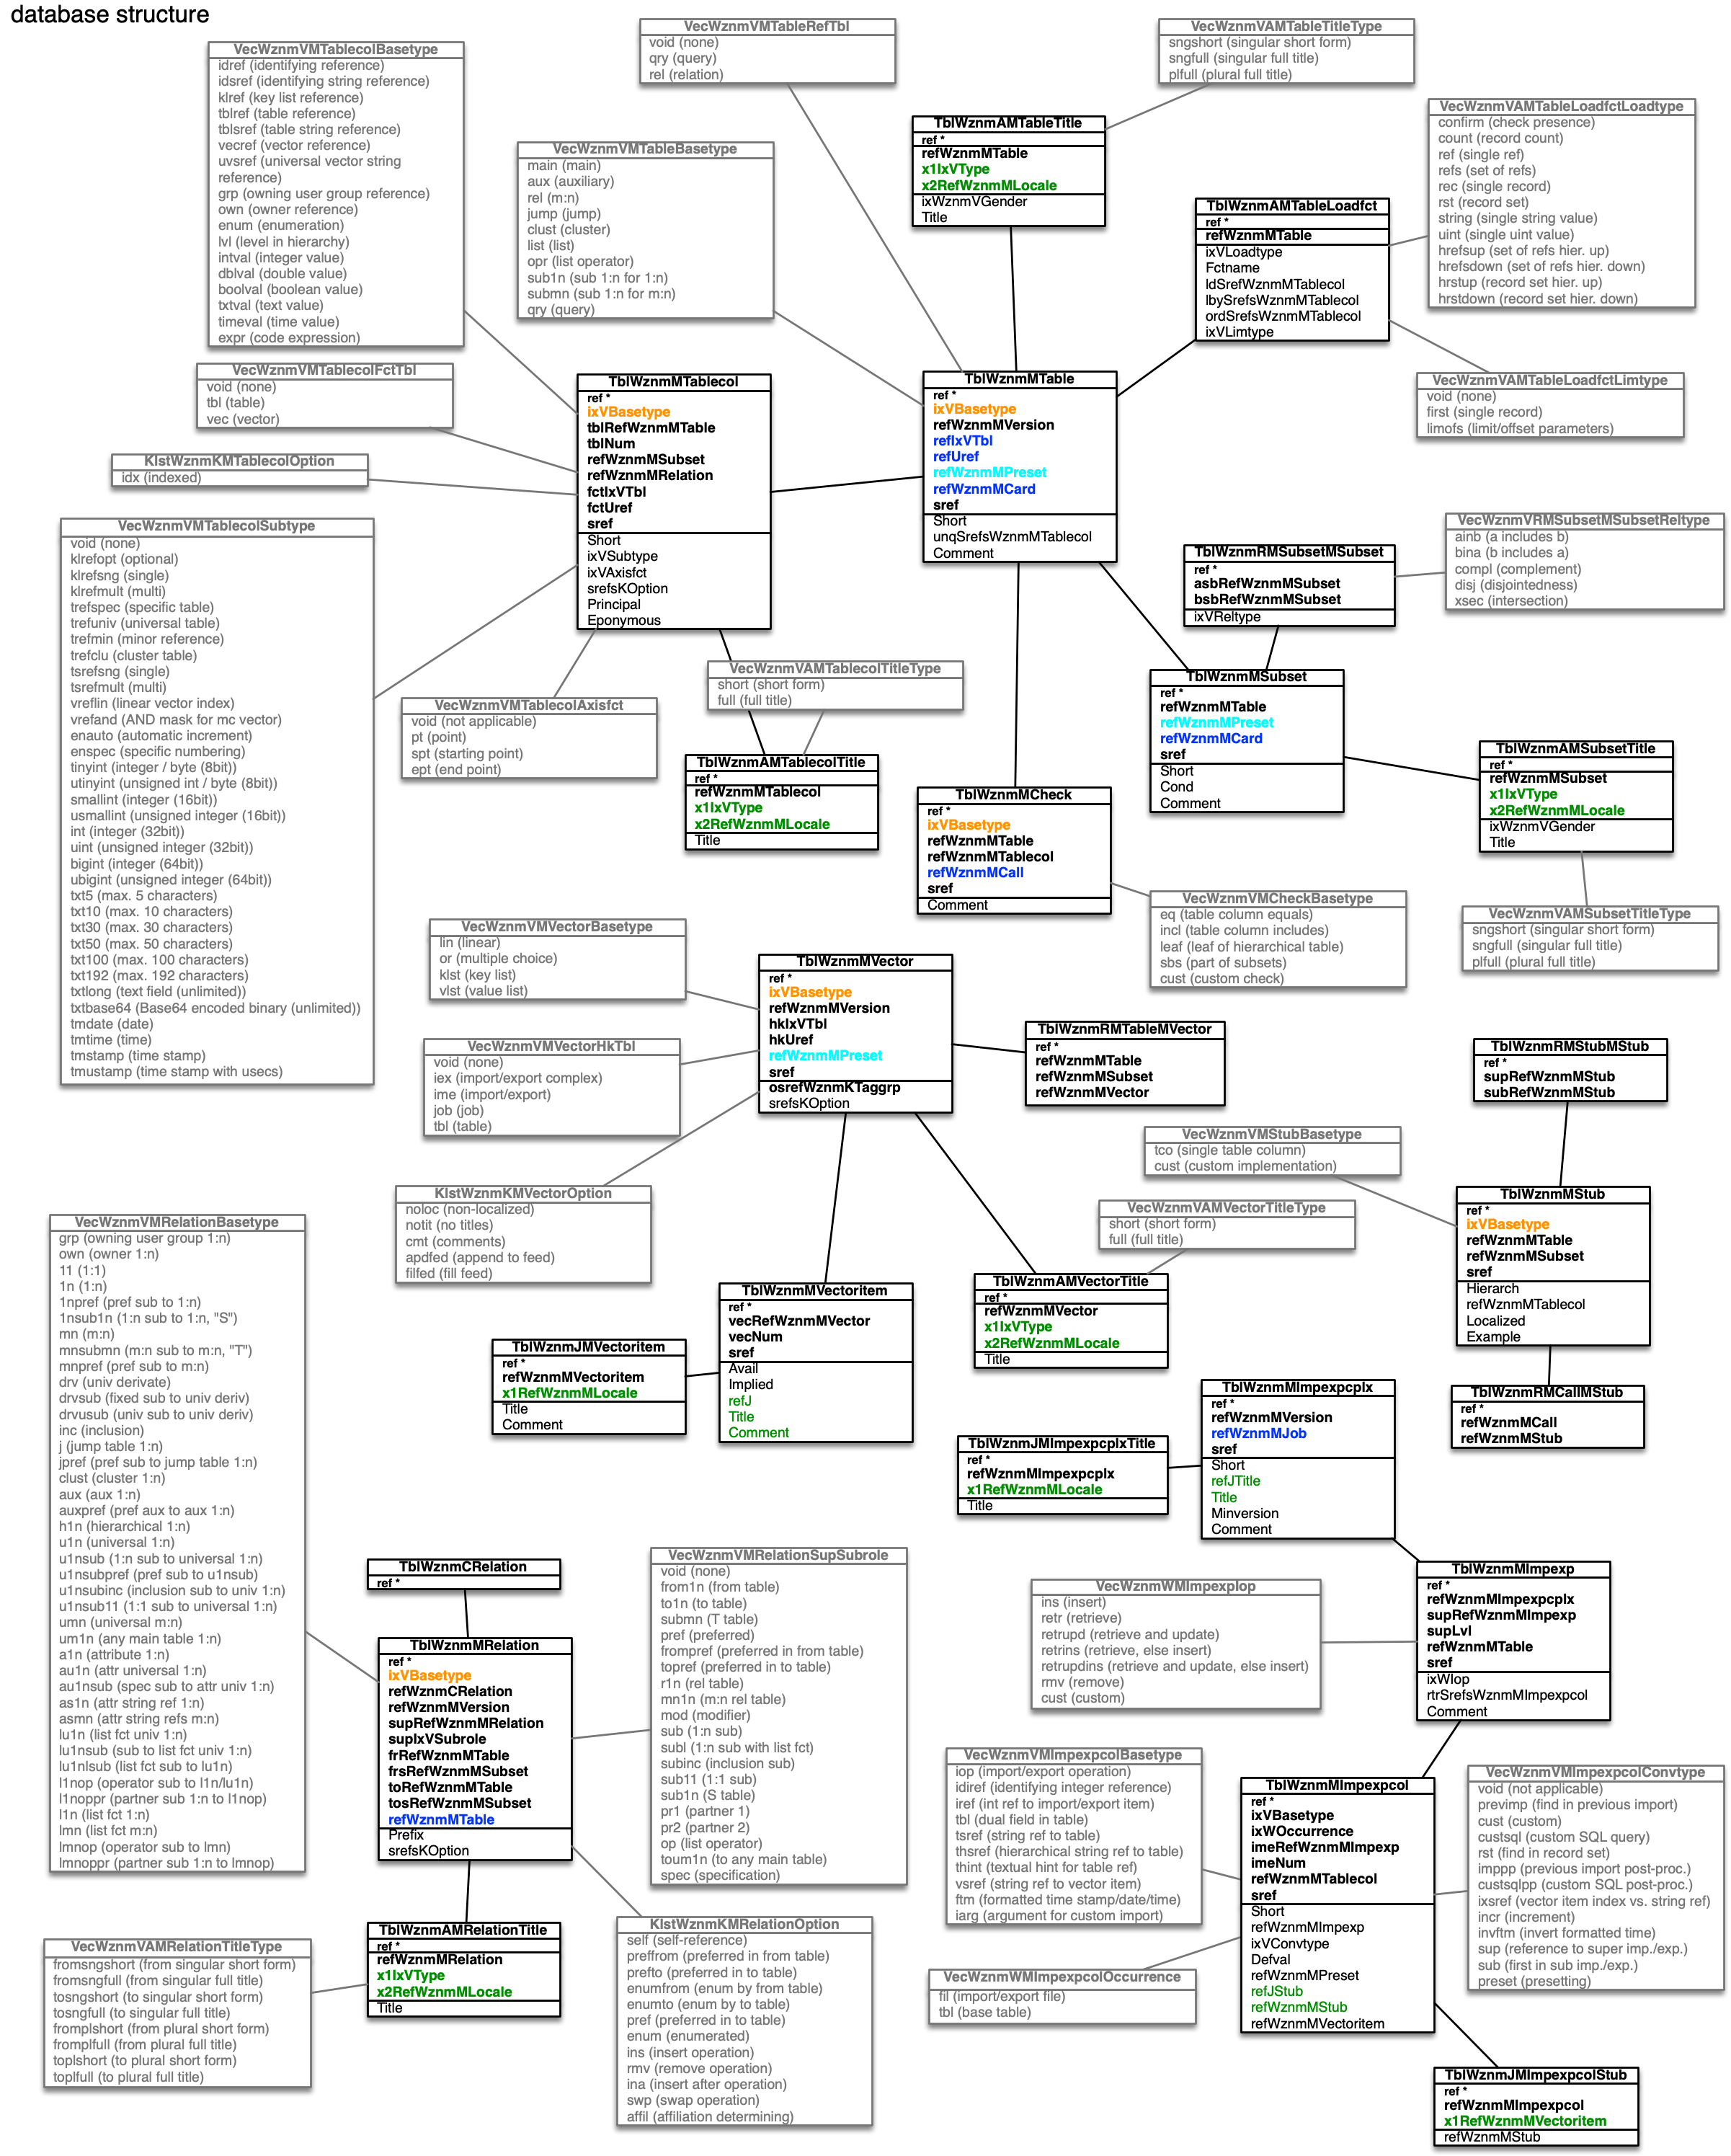 database structure
VecWznmVMTablecolBasetype
idref (identifying reference)
idsref (identifying string reference)
klref (key list reference)
tblref (table reference)
tblsref (table string reference)
vecref (vector reference)
uvsref (universal vector string
reference)
grp (owning user group reference)
own (owner reference)
enum (enumeration)
lvl (level in hierarchy)
intval (integer value)
dblval (double value)
boolval (boolean value)
txtval (text value)
timeval (time value)
expr (code expression)
VecWznmVMTableRefTbl
void (none)
qry (query)
rel (relation)
VecWznmVAMTableTitleType
sngshort (singular short form)
sngfull (singular full title)
plfull (plural full title)
VecWznmVMTableBasetype
main (main)
aux (auxiliary)
rel (m:n)
jump (jump)
clust (cluster)
list (list)
opr (list operator)
sub1n (sub 1:n for 1:n)
submn (sub 1:n for m:n)
qry (query)
TblWznmAMTableTitle
ref *
refWznmMTable
x1IxVType
x2RefWznmMLocale
ixWznmVGender
Title
VecWznmVAMTableLoadfctLoadtype
confirm (check presence)
count (record count)
ref (single ref)
refs (set of refs)
rec (single record)
rst (record set)
string (single string value)
uint (single uint value)
hrefsup (set of refs hier. up)
hrefsdown (set of refs hier. down)
hrstup (record set hier. up)
hrstdown (record set hier. down)
TblWznmAMTableLoadfct
ref *
refWznmMTable
ixVLoadtype
Fctname
ldSrefWznmMTablecol
lbySrefsWznmMTablecol
ordSrefsWznmMTablecol
ixVLimtype
VecWznmVMTablecolFctTbl
void (none)
tbl (table)
vec (vector)
VecWznmVAMTableLoadfctLimtype
void (none)
first (single record)
limofs (limit/offset parameters)
KlstWznmKMTablecolOption
idx (indexed)
TblWznmMTablecol
ref *
ixVBasetype
tblRefWznmMTable
tblNum
refWznmMSubset
refWznmMRelation
fctIxVTbl
fctUref
sref
Short
ixVSubtype
ixVAxisfct
srefsKOption
Principal
Eponymous
TblWznmMTable
ref *
ixVBasetype
refWznmMVersion
refIxVTbl
refUref
refWznmMPreset
refWznmMCard
sref
Short
unqSrefsWznmMTablecol
Comment
VecWznmVMTablecolSubtype
void (none)
klrefopt (optional)
klrefsng (single)
klrefmult (multi)
trefspec (specific table)
trefuniv (universal table)
trefmin (minor reference)
trefclu (cluster table)
tsrefsng (single)
tsrefmult (multi)
vreflin (linear vector index)
vrefand (AND mask for mc vector)
enauto (automatic increment)
enspec (specific numbering)
tinyint (integer / byte (8bit))
utinyint (unsigned int / byte (8bit))
smallint (integer (16bit))
usmallint (unsigned integer (16bit))
int (integer (32bit))
uint (unsigned integer (32bit))
bigint (integer (64bit))
ubigint (unsigned integer (64bit))
txt5 (max. 5 characters)
txt10 (max. 10 characters)
txt30 (max. 30 characters)
txt50 (max. 50 characters)
txt100 (max. 100 characters)
txt192 (max. 192 characters)
txtlong (text field (unlimited))
txtbase64 (Base64 encoded binary (unlimited))
tmdate (date)
tmtime (time)
tmstamp (time stamp)
tmustamp (time stamp with usecs)
VecWznmVRMSubsetMSubsetReltype
ainb (a includes b)
bina (b includes a)
compl (complement)
disj (disjointedness)
xsec (intersection)
TblWznmRMSubsetMSubset
ref *
asbRefWznmMSubset
bsbRefWznmMSubset
ixVReltype
VecWznmVAMTablecolTitleType
short (short form)
full (full title)
VecWznmVMTablecolAxisfct
void (not applicable)
pt (point)
spt (starting point)
ept (end point)
TblWznmMSubset
ref *
refWznmMTable
refWznmMPreset
refWznmMCard
sref
Short
Cond
Comment
TblWznmAMTablecolTitle
ref *
refWznmMTablecol
x1IxVType
x2RefWznmMLocale
Title
TblWznmAMSubsetTitle
ref *
refWznmMSubset
x1IxVType
x2RefWznmMLocale
ixWznmVGender
Title
TblWznmMCheck
ref *
ixVBasetype
refWznmMTable
refWznmMTablecol
refWznmMCall
sref
Comment
VecWznmVMCheckBasetype
eq (table column equals)
incl (table column includes)
leaf (leaf of hierarchical table)
sbs (part of subsets)
cust (custom check)
VecWznmVAMSubsetTitleType
sngshort (singular short form)
sngfull (singular full title)
plfull (plural full title)
VecWznmVMVectorBasetype
lin (linear)
or (multiple choice)
klst (key list)
vlst (value list)
TblWznmMVector
ref *
ixVBasetype
refWznmMVersion
hkIxVTbl
hkUref
refWznmMPreset
sref
osrefWznmKTaggrp
srefsKOption
VecWznmVMVectorHkTbl
void (none)
iex (import/export complex)
ime (import/export)
job (job)
tbl (table)
TblWznmRMTableMVector
ref *
refWznmMTable
refWznmMSubset
refWznmMVector
TblWznmRMStubMStub
ref *
supRefWznmMStub
subRefWznmMStub
VecWznmVMStubBasetype
tco (single table column)
cust (custom implementation)
KlstWznmKMVectorOption
noloc (non-localized)
notit (no titles)
cmt (comments)
apdfed (append to feed)
filfed (fill feed)
VecWznmVAMVectorTitleType
short (short form)
full (full title)
TblWznmMStub
ref *
ixVBasetype
refWznmMTable
refWznmMSubset
sref
Hierarch
refWznmMTablecol
Localized
Example
VecWznmVMRelationBasetype
grp (owning user group 1:n)
own (owner 1:n)
11 (1:1)
1n (1:n)
1npref (pref sub to 1:n)
1nsub1n (1:n sub to 1:n, "S")
mn (m:n)
mnsubmn (m:n sub to m:n, "T")
mnpref (pref sub to m:n)
drv (univ derivate)
drvsub (fixed sub to univ deriv)
drvusub (univ sub to univ deriv)
inc (inclusion)
j (jump table 1:n)
jpref (pref sub to jump table 1:n)
clust (cluster 1:n)
aux (aux 1:n)
auxpref (pref aux to aux 1:n)
h1n (hierarchical 1:n)
u1n (universal 1:n)
u1nsub (1:n sub to universal 1:n)
u1nsubpref (pref sub to u1nsub)
u1nsubinc (inclusion sub to univ 1:n)
u1nsub11 (1:1 sub to universal 1:n)
umn (universal m:n)
um1n (any main table 1:n)
a1n (attribute 1:n)
au1n (attr universal 1:n)
au1nsub (spec sub to attr univ 1:n)
as1n (attr string ref 1:n)
asmn (attr string refs m:n)
lu1n (list fct univ 1:n)
lu1nsub (sub to list fct univ 1:n)
lu1nlsub (list fct sub to lu1n)
l1nop (operator sub to l1n/lu1n)
l1noppr (partner sub 1:n to l1nop)
l1n (list fct 1:n)
lmn (list fct m:n)
lmnop (operator sub to lmn)
lmnoppr (partner sub 1:n to lmnop)
TblWznmMVectoritem
ref *
vecRefWznmMVector
vecNum
sref
Avail
Implied
refJ
Title
Comment
TblWznmAMVectorTitle
ref *
refWznmMVector
x1IxVType
x2RefWznmMLocale
Title
TblWznmJMVectoritem
ref *
refWznmMVectoritem
x1RefWznmMLocale
Title
Comment
TblWznmRMCallMStub
ref *
refWznmMCall
refWznmMStub
TblWznmMImpexpcplx
ref *
refWznmMVersion
refWznmMJob
sref
Short
refJTitle
Title
Minversion
Comment
TblWznmJMImpexpcplxTitle
ref *
refWznmMImpexpcplx
x1RefWznmMLocale
Title
TblWznmCRelation
ref *
VecWznmVMRelationSupSubrole
void (none)
from1n (from table)
to1n (to table)
submn (T table)
pref (preferred)
frompref (preferred in from table)
topref (preferred in to table)
r1n (rel table)
mn1n (m:n rel table)
mod (modifier)
sub (1:n sub)
subl (1:n sub with list fct)
subinc (inclusion sub)
sub11 (1:1 sub)
sub1n (S table)
pr1 (partner 1)
pr2 (partner 2)
op (list operator)
toum1n (to any main table)
spec (specification)
VecWznmWMImpexpIop
ins (insert)
retr (retrieve)
retrupd (retrieve and update)
retrins (retrieve, else insert)
retrupdins (retrieve and update, else insert)
rmv (remove)
cust (custom)
TblWznmMImpexp
ref *
refWznmMImpexpcplx
supRefWznmMImpexp
supLvl
refWznmMTable
sref
ixWIop
rtrSrefsWznmMImpexpcol
Comment
TblWznmMRelation
ref *
ixVBasetype
refWznmCRelation
refWznmMVersion
supRefWznmMRelation
supIxVSubrole
frRefWznmMTable
frsRefWznmMSubset
toRefWznmMTable
tosRefWznmMSubset
refWznmMTable
Prefix
srefsKOption
VecWznmVMImpexpcolBasetype
iop (import/export operation)
idiref (identifying integer reference)
iref (int ref to import/export item)
tbl (dual field in table)
tsref (string ref to table)
thsref (hierarchical string ref to table)
thint (textual hint for table ref)
vsref (string ref to vector item)
ftm (formatted time stamp/date/time)
iarg (argument for custom import)
TblWznmMImpexpcol
ref *
ixVBasetype
ixWOccurrence
imeRefWznmMImpexp
imeNum
refWznmMTablecol
sref
Short
refWznmMImpexp
ixVConvtype
Defval
refWznmMPreset
refJStub
refWznmMStub
refWznmMVectoritem
VecWznmVMImpexpcolConvtype
void (not applicable)
previmp (find in previous import)
cust (custom)
custsql (custom SQL query)
rst (find in record set)
imppp (previous import post-proc.)
custsqlpp (custom SQL post-proc.)
ixsref (vector item index vs. string ref)
incr (increment)
invftm (invert formatted time)
sup (reference to super imp./exp.)
sub (first in sub imp./exp.)
preset (presetting)
KlstWznmKMRelationOption
self (self-reference)
preffrom (preferred in from table)
prefto (preferred in to table)
enumfrom (enum by from table)
enumto (enum by to table)
pref (preferred in to table)
enum (enumerated)
ins (insert operation)
rmv (remove operation)
ina (insert after operation)
swp (swap operation)
affil (affiliation determining)
TblWznmAMRelationTitle
ref *
refWznmMRelation
x1IxVType
x2RefWznmMLocale
Title
VecWznmVAMRelationTitleType
fromsngshort (from singular short form)
fromsngfull (from singular full title)
tosngshort (to singular short form)
tosngfull (to singular full title)
fromplshort (from plural short form)
fromplfull (from plural full title)
toplshort (to plural short form)
toplfull (to plural full title)
VecWznmWMImpexpcolOccurrence
fil (import/export file)
tbl (base table)
TblWznmJMImpexpcolStub
ref *
refWznmMImpexpcol
x1RefWznmMVectoritem
refWznmMStub